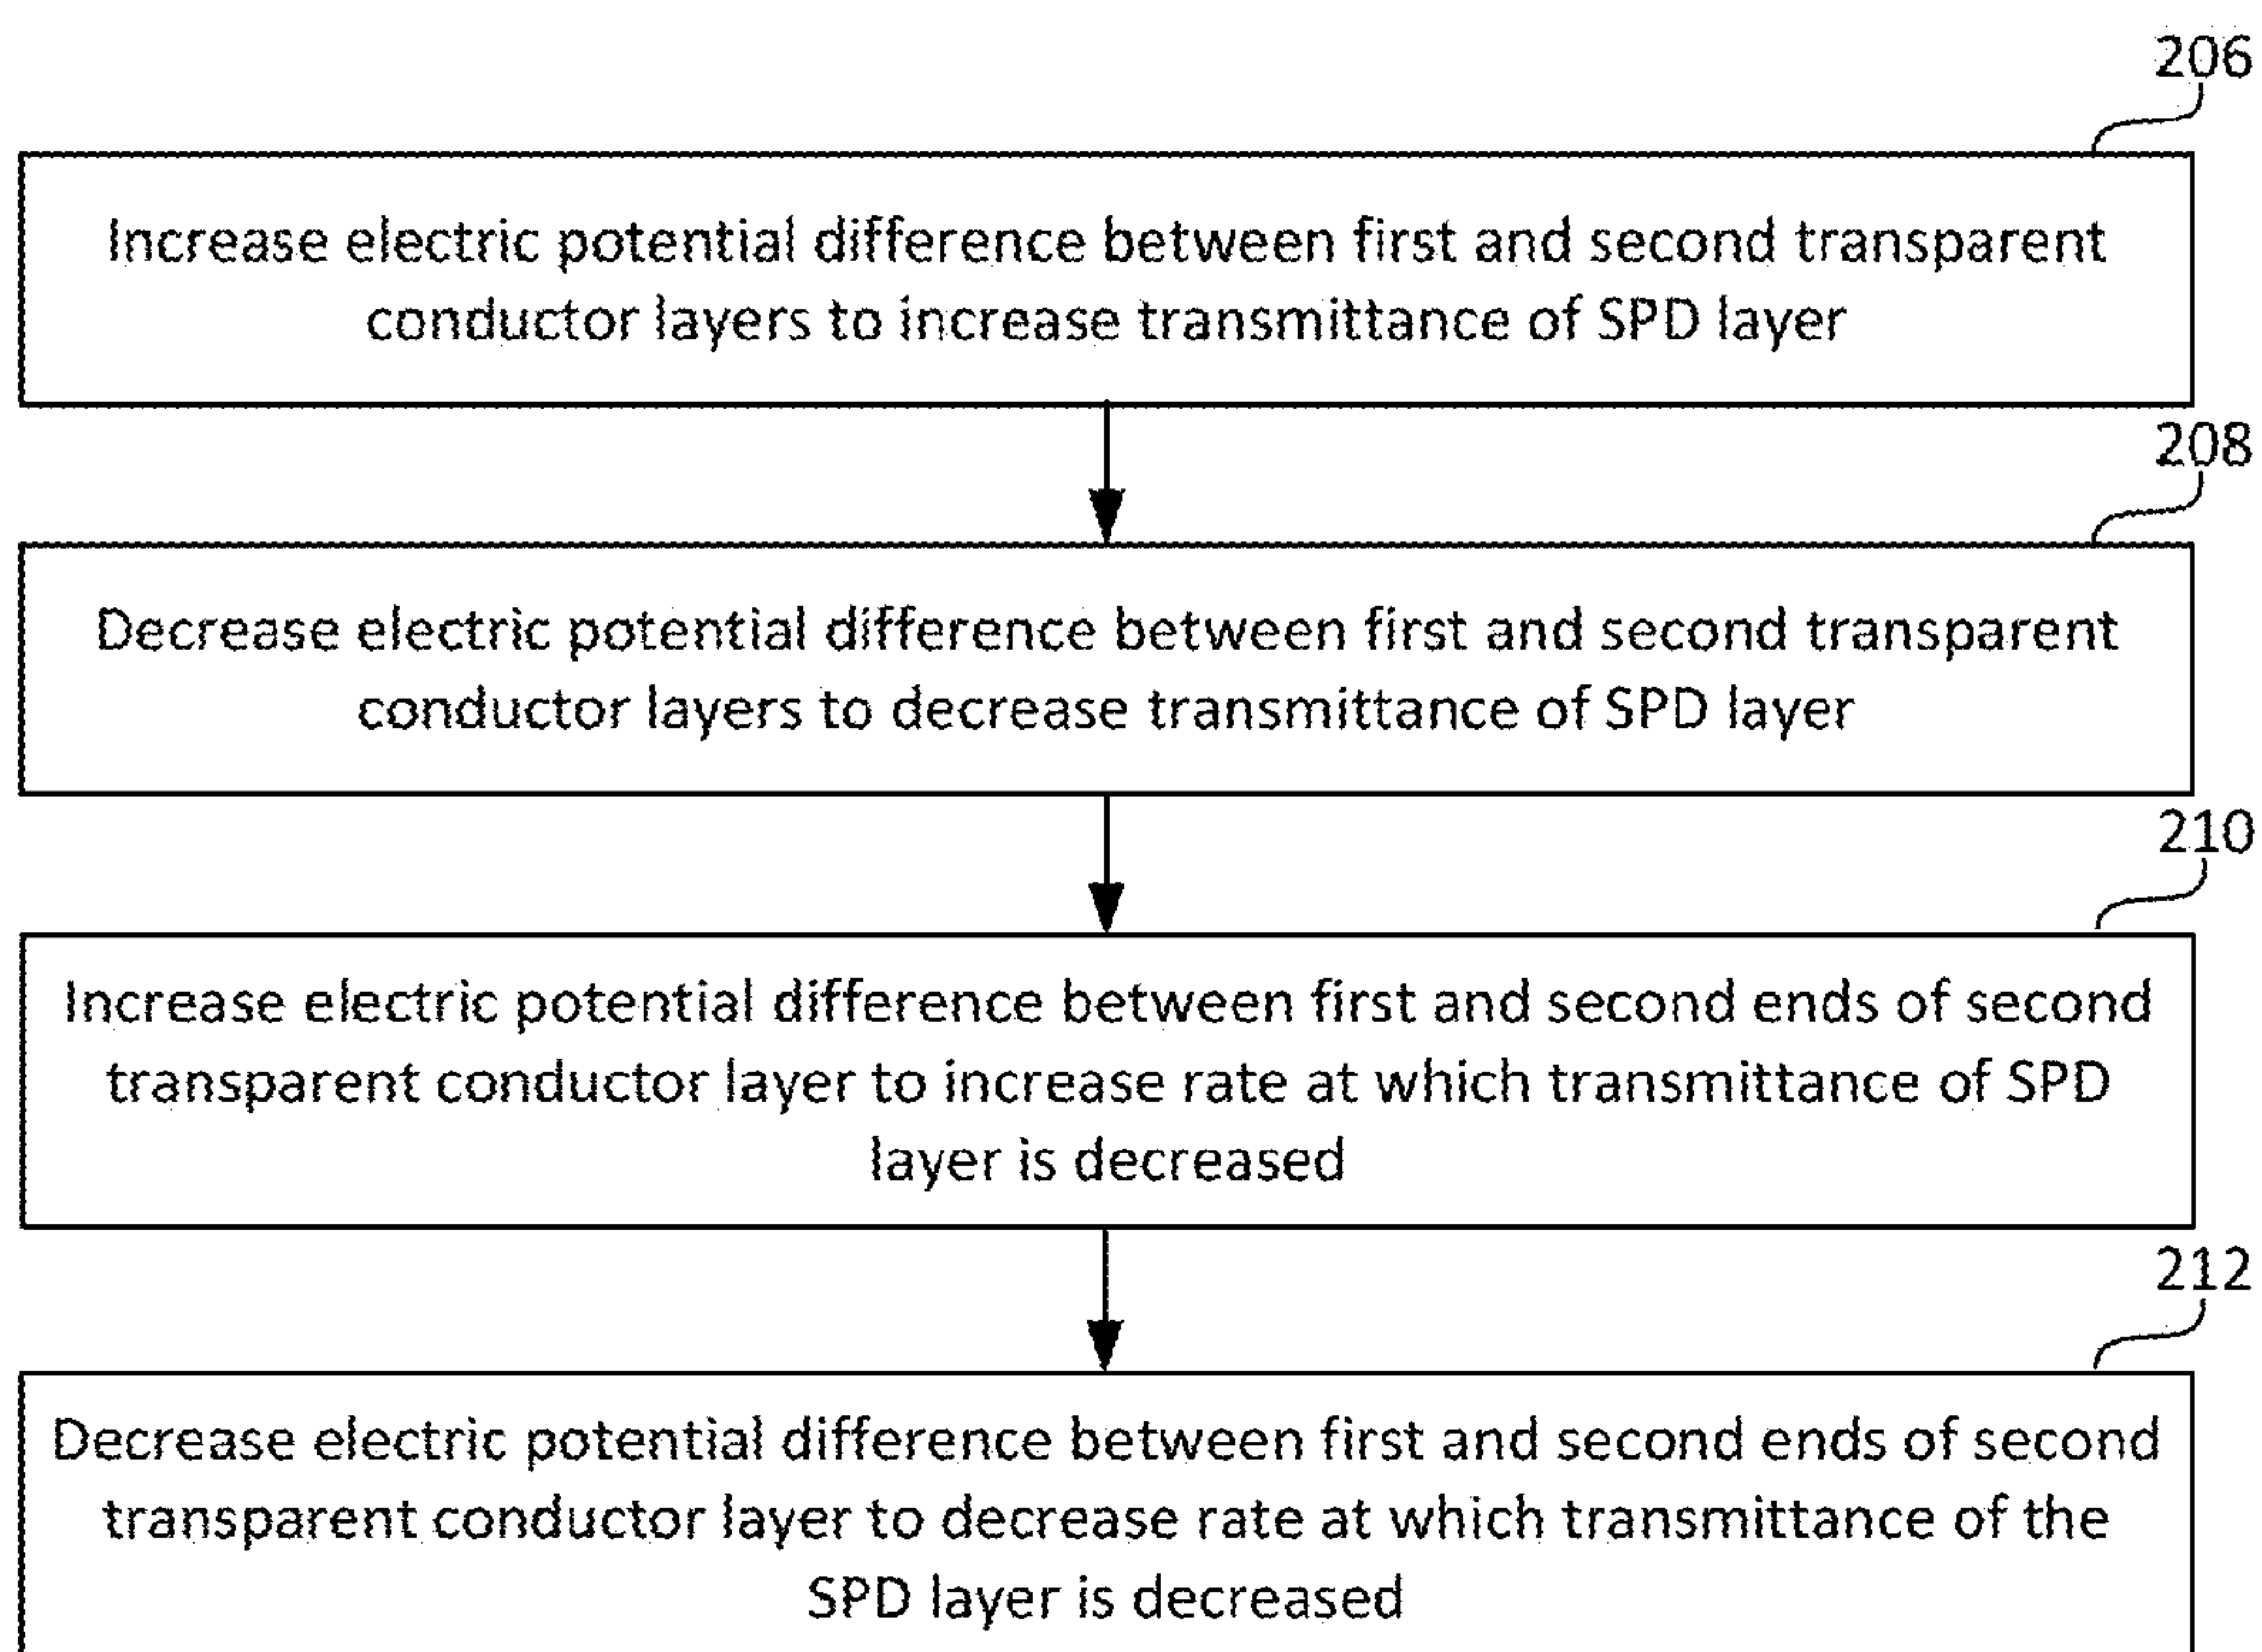 206
Increase electric potential difference between first and second transparent
conductor layers to increase transmittance of SPD layer
208
Decrease electric potential difference between first and second transparent
conductor layers to decrease transmittance of SPD layer
210
Increase electric potential difference between first and second ends of second
transparent conductor layer to increase rate at which transmittance of SPD
layer is decreased
212
Decrease electric potential difference between first and second ends of second
transparent conductor layer to decrease rate at which transmittance of the
SPD layer is decreased